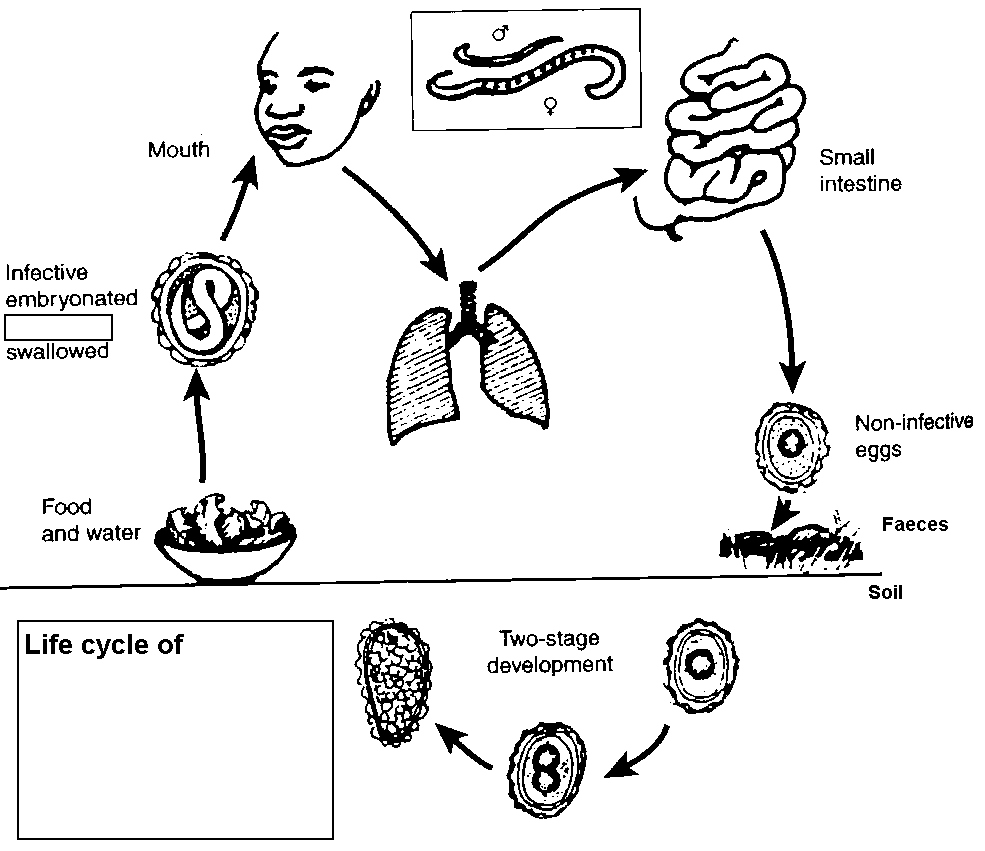 ♂
♀
Mouth
Small
intestine
Infective
embryonated
swallowed
Non-infective
eggs
Food
and water
Faeces
Soil
Life cycle of
Two-stage
development